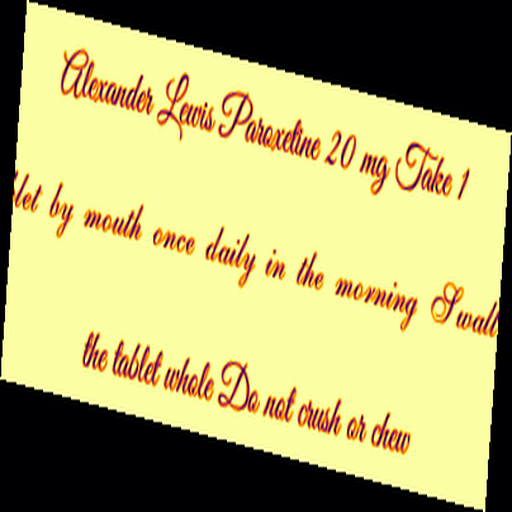 Alexander Lewis Paroxetine 20 mg Take 1
by mouth once daily in the morning
the tablet whole Do not crush or chew